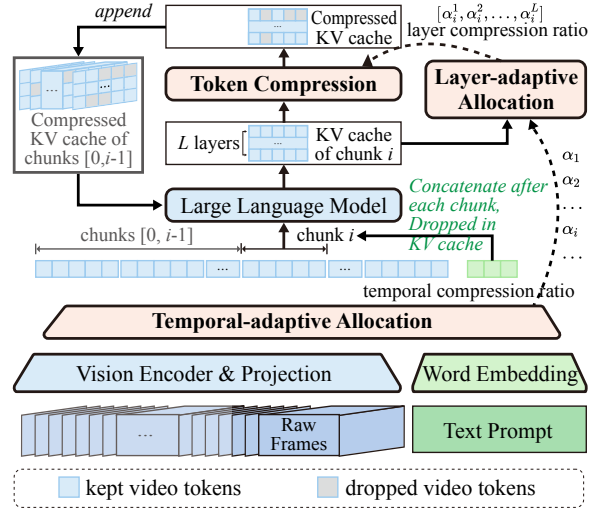 append
Compressed
KV cache
...
[α_i^1, α_i^2, . . . , α_i^L]
layer compression ratio
Token Compression
Layer-adaptive
Allocation
...
Compressed
KV cache of
chunks [0,i-1]
L layers
...
KV cache
of chunk i
α_1
α_2
...
α_i
...
Large Language Model
Concatenate after
each chunk,
Dropped in
KV cache
chunks [0, i-1]
chunk i
... ...
temporal compression ratio
Temporal-adaptive Allocation
Vision Encoder & Projection
Word Embedding
...
Raw
Frames
Text Prompt
kept video tokens
dropped video tokens